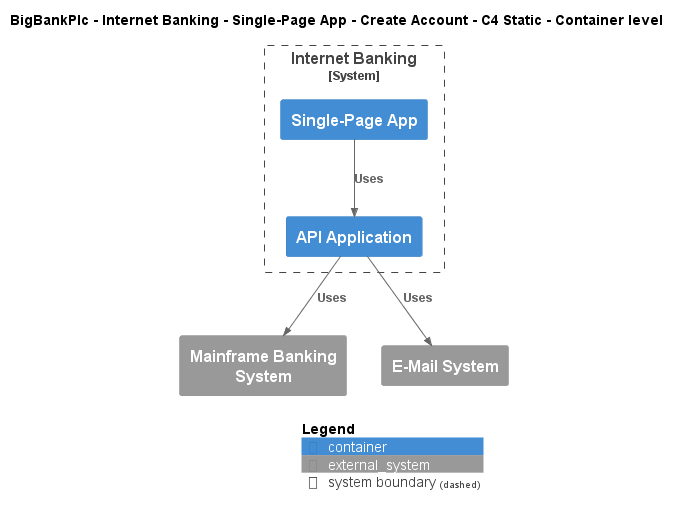 BigBankPlc - Internet Banking - Single-Page App - Create Account - C4 Static - Container level
Internet Banking
[System]
Single-Page App
Uses
API Application
Uses
Uses
Mainframe Banking
System
E-Mail System
Legend
container
external_system
system boundary (dashed)